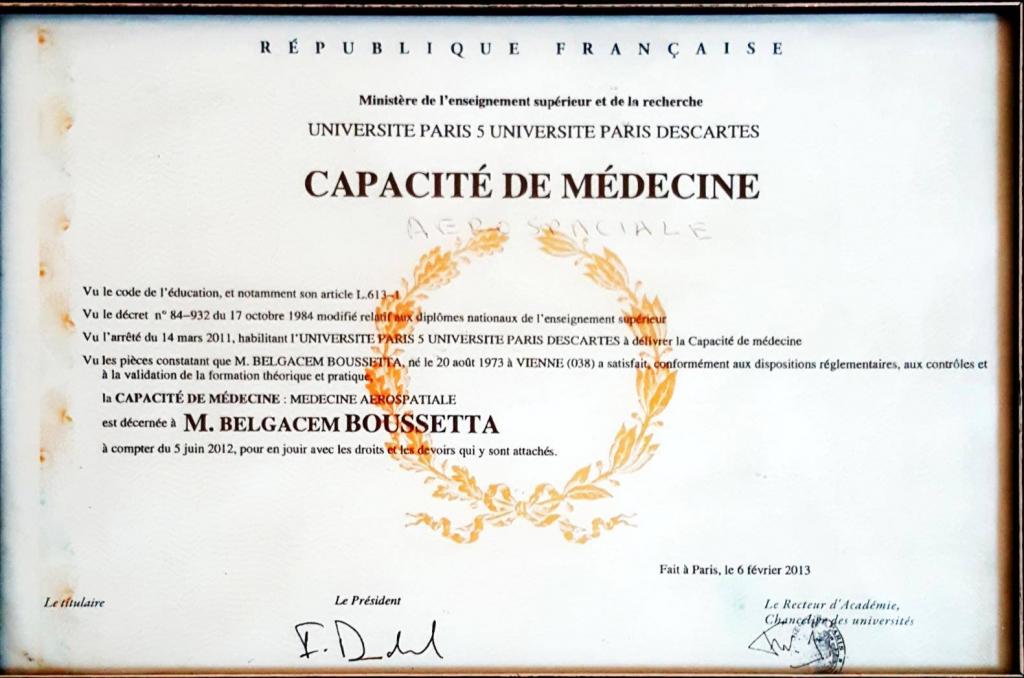 RÉPUBLIQUE FRANÇAISE
Ministère de l'enseignement supérieur et de la recherche
UNIVERSITE PARIS 5 UNIVERSITE PARIS DESCARTES
CAPACITÉ DE MÉDECINE
AEROSPACIALE
Vu le code de l'éducation, et notamment son article L.613-1
Vu le décret n° 84-932 du 17 octobre 1984 modifié relatif aux diplômes nationaux de l'enseignement supérieur
Vu l'arrêté du 14 mars 2011, habilitant l'UNIVERSITE PARIS 5 UNIVERSITE PARIS DESCARTES à délivrer la Capacité de médecine
Vu les pièces constatant que M. BELGACEM BOUSSETTA, né le 20 août 1973 à VIENNE (038) a satisfait, conformément aux dispositions réglementaires, aux contrôles et
à la validation de la formation théorique et pratique,
la CAPACITÉ DE MÉDECINE : MEDECINE AEROSPATIALE
est décernée à M. BELGACEM BOUSSETTA
à compter du 5 juin 2012, pour en jouir avec les droits et les devoirs qui y sont attachés.
Fait à Paris, le 6 février 2013
Le titulaire
Le Président
Le Recteur d'Académie,
Chancelier des universités